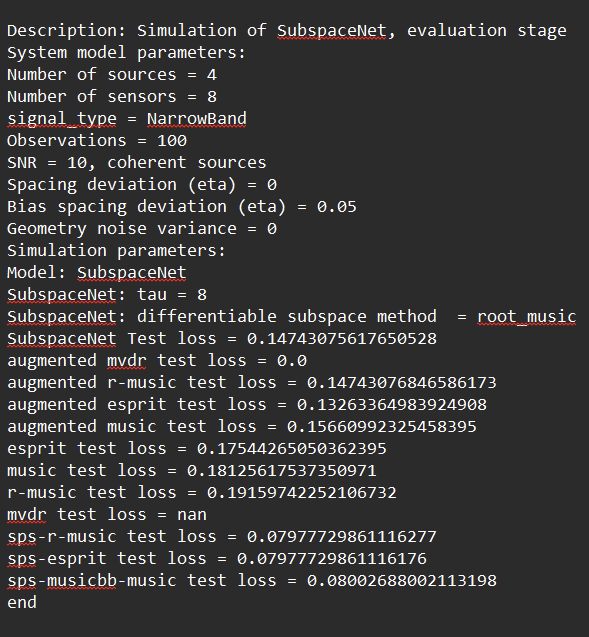 Description: Simulation of SubspaceNet, evaluation stage
System model parameters:
Number of sources = 4
Number of sensors = 8
signal_type = NarrowBand
Observations = 100
SNR = 10, coherent sources
Spacing deviation (eta) = 0
Bias spacing deviation (eta) = 0.05
Geometry noise variance = 0
Simulation parameters:
Model: SubspaceNet
SubspaceNet: tau = 8
SubspaceNet: differentiable subspace method  = root_music
SubspaceNet Test loss = 0.14743075617650528
augmented mvdr test loss = 0.0
augmented r-music test loss = 0.14743076846586173
augmented esprit test loss = 0.13263364983924908
augmented music test loss = 0.15660992325458395
esprit test loss = 0.17544265050362395
music test loss = 0.18125617537350971
r-music test loss = 0.19159742252106732
mvdr test loss = nan
sps-r-music test loss = 0.07977729861116277
sps-esprit test loss = 0.07977729861116176
sps-musicbb-music test loss = 0.08002688002113198
end